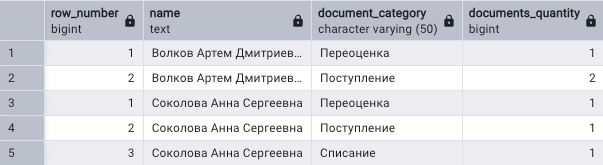 row_number name document_category documents_quantity
bigint text character varying (50) bigint
1 1 Волков Артем Дмитриев... Переоценка 1
2 2 Волков Артем Дмитриев... Поступление 2
3 1 Соколова Анна Сергеевна Переоценка 1
4 2 Соколова Анна Сергеевна Поступление 1
5 3 Соколова Анна Сергеевна Списание 1